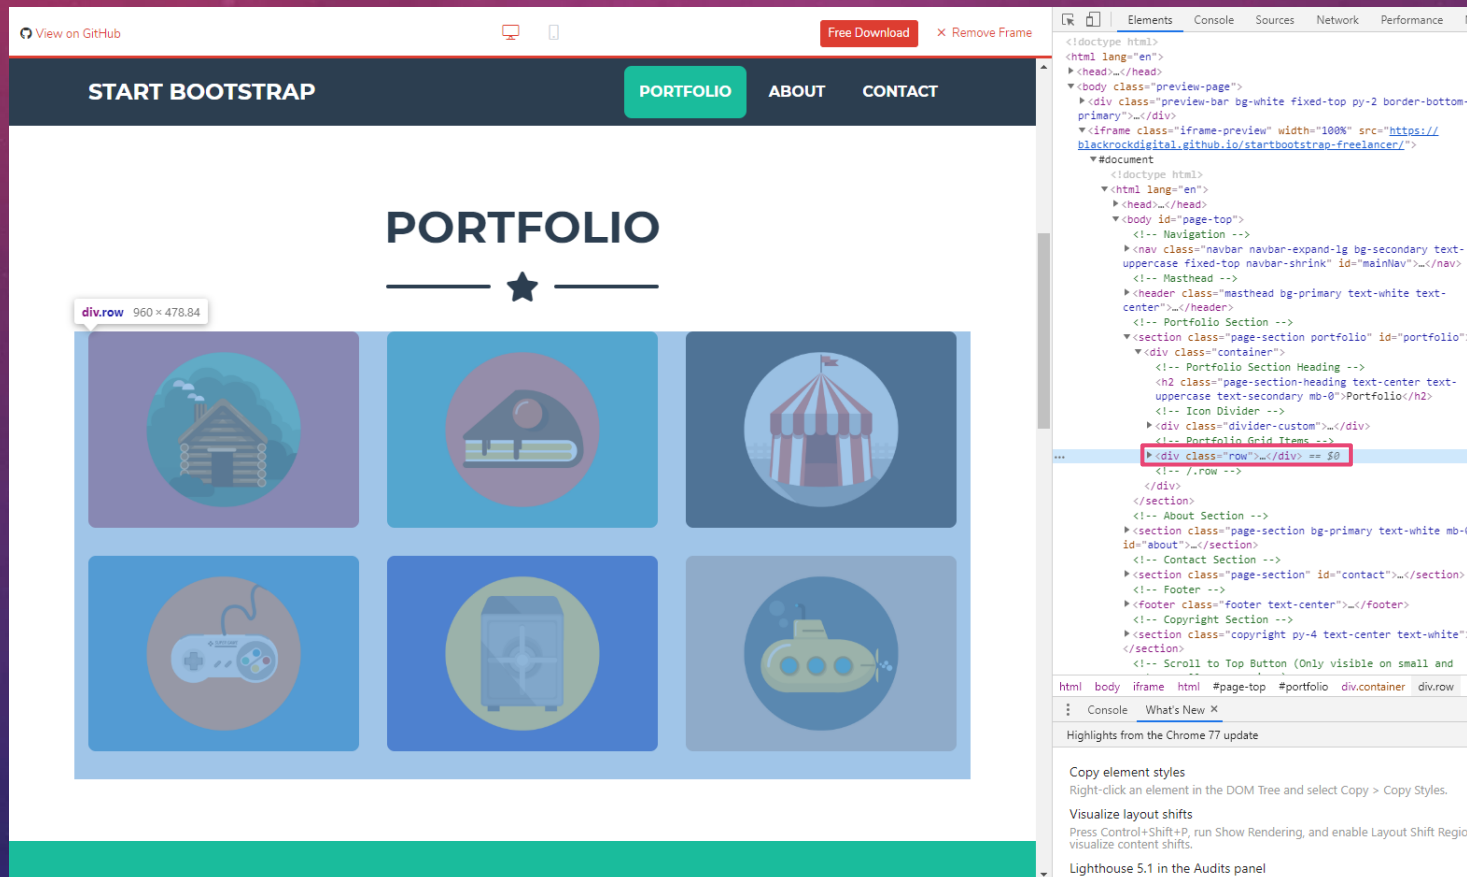 View on GitHub
Free Download
× Remove Frame
START BOOTSTRAP
PORTFOLIO
ABOUT
CONTACT
PORTFOLIO
div.row 960 × 478.84
Elements Console Sources Network Performance
<!doctype html>
<html lang="en">
<head>…</head>
<body class="preview-page">
<div class="preview-bar bg-white fixed-top py-2 border-bottom-
primary">…</div>
<iframe class="iframe-preview" width="100%" src="https://
blackrockdigital.github.io/startbootstrap-freelancer/">
#document
<!doctype html>
<html lang="en">
<head>…</head>
<body id="page-top">
<!-- Navigation -->
<nav class="navbar navbar-expand-lg bg-secondary text-
uppercase fixed-top navbar-shrink" id="mainNav">…</nav>
<!-- Masthead -->
<header class="masthead bg-primary text-white text-
center">…</header>
<!-- Portfolio Section -->
<section class="page-section portfolio" id="portfolio"
<div class="container">
<!-- Portfolio Section Heading -->
<h2 class="page-section-heading text-center text-
uppercase text-secondary mb-0">Portfolio</h2>
<!-- Icon Divider -->
<div class="divider-custom">…</div>
<!-- Portfolio Grid Items -->
<div class="row">…</div> == $0
<!-- /.row -->
</div>
</section>
<!-- About Section -->
<section class="page-section bg-primary text-white mb-0
id="about">…</section>
<!-- Contact Section -->
<section class="page-section" id="contact">…</section>
<!-- Footer -->
<footer class="footer text-center">…</footer>
<!-- Copyright Section -->
<section class="copyright py-4 text-center text-white"
</section>
<!-- Scroll to Top Button (Only visible on small and
html body iframe html #page-top #portfolio div.container div.row
Console What's New ×
Highlights from the Chrome 77 update
Copy element styles
Right-click an element in the DOM Tree and select Copy > Copy Styles.
Visualize layout shifts
Press Control+Shift+P, run Show Rendering, and enable Layout Shift Regio
visualize content shifts.
Lighthouse 5.1 in the Audits panel